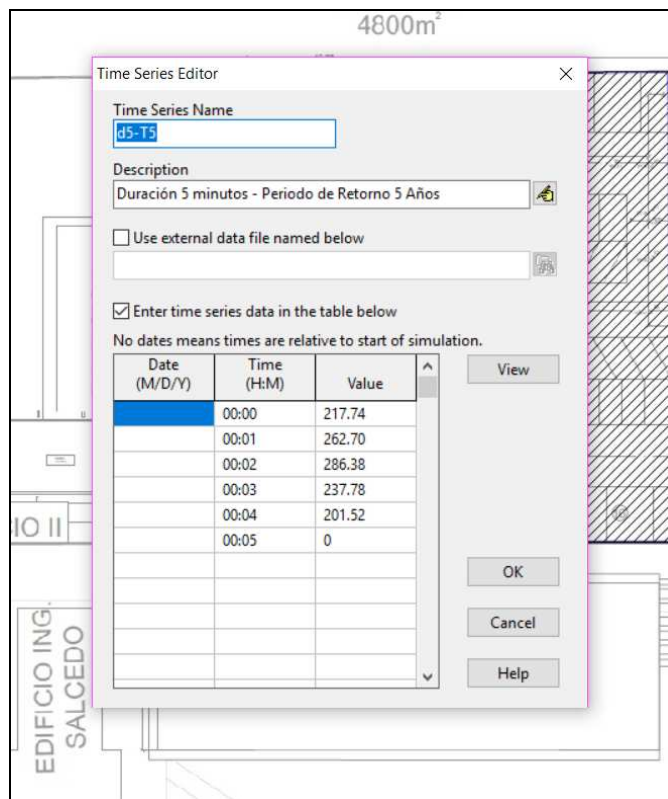 4800m²
Time Series Editor
Time Series Name
d5-T5
Description
Duración 5 minutos - Periodo de Retorno 5 Años
Use external data file named below
Enter time series data in the table below
No dates means times are relative to start of simulation.
Date (M/D/Y) Time (H:M) Value
00:00 217.74
00:01 262.70
00:02 286.38
00:03 237.78
00:04 201.52
00:05 0
View
OK
Cancel
Help
CIO II
EDIFICIO ING.
SALCEDO